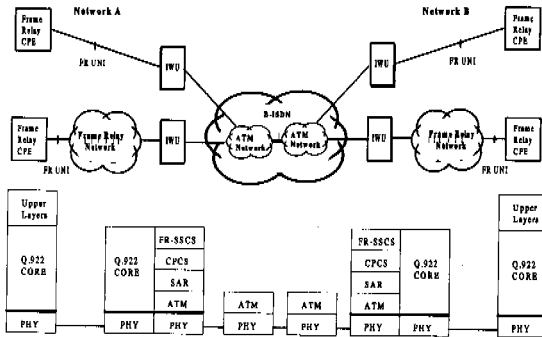 Network A
Network B
Frame
Relay
CPE
FR UNI
IWU
IWU
FR UNI
Frame
Relay
CPE
B-ISDN
Frame
Relay
CPE
FR UNI
Frame Relay
Network
IWU
ATM
Network
ATM
Network
IWU
Frame Relay
Network
FR UNI
Frame
Relay
CPE
Upper
Layers
Q.922
CORE
PHY
Q.922
CORE
PHY
FR-SSCS
CPCS
SAR
ATM
PHY
ATM
PHY
ATM
PHY
FR-SSCS
CPCS
SAR
ATM
PHY
Q.922
CORE
PHY
Upper
Layers
Q.922
CORE
PHY